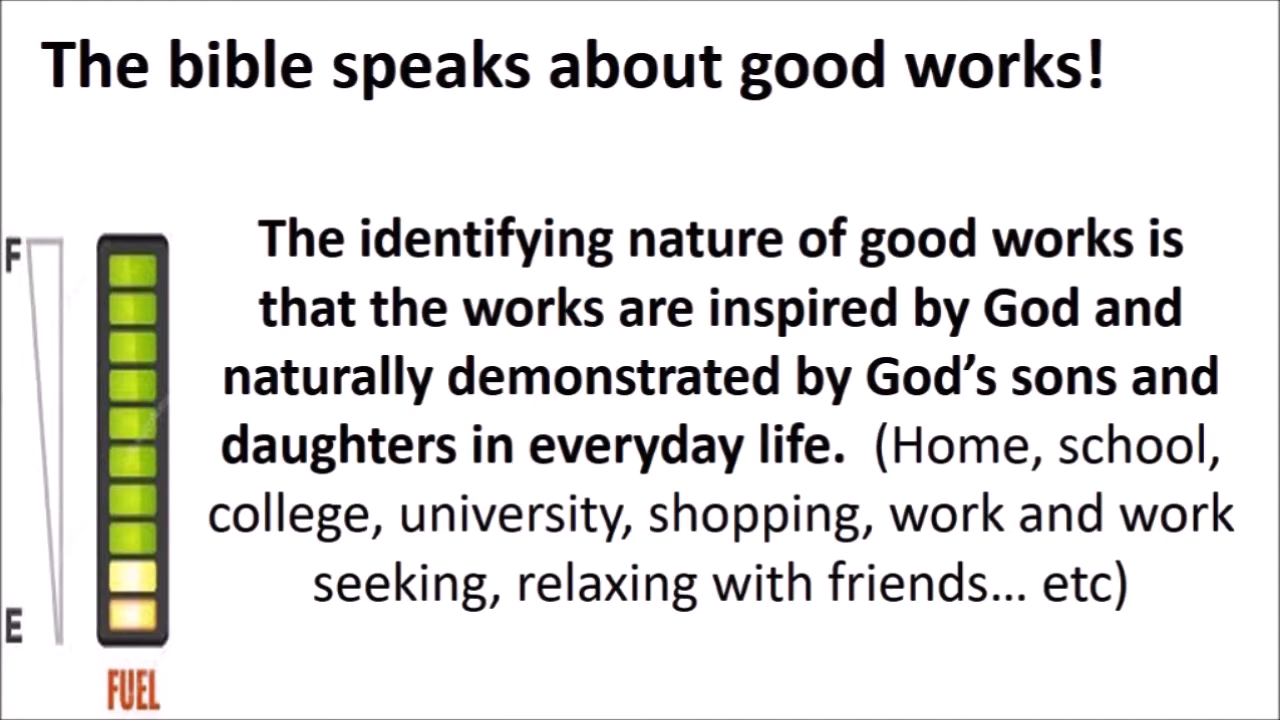 The bible speaks about good works!
The identifying nature of good works is
that the works are inspired by God and
naturally demonstrated by God’s sons and
daughters in everyday life. (Home, school,
college, university, shopping, work and work
seeking, relaxing with friends... etc)
F
E
FUEL